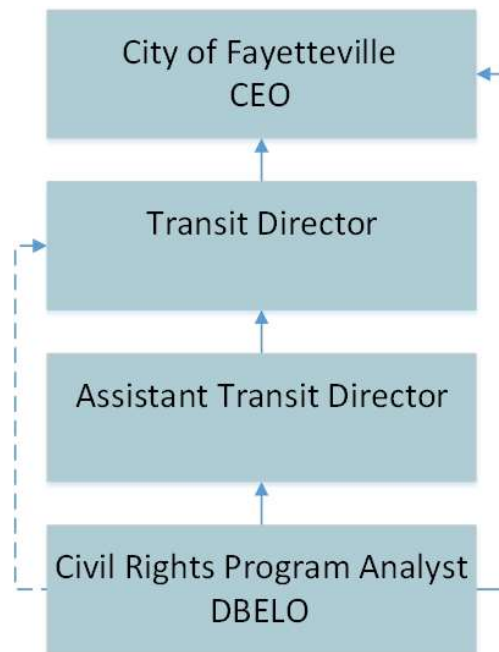 City of Fayetteville
CEO
Transit Director
Assistant Transit Director
Civil Rights Program Analyst
DBELO